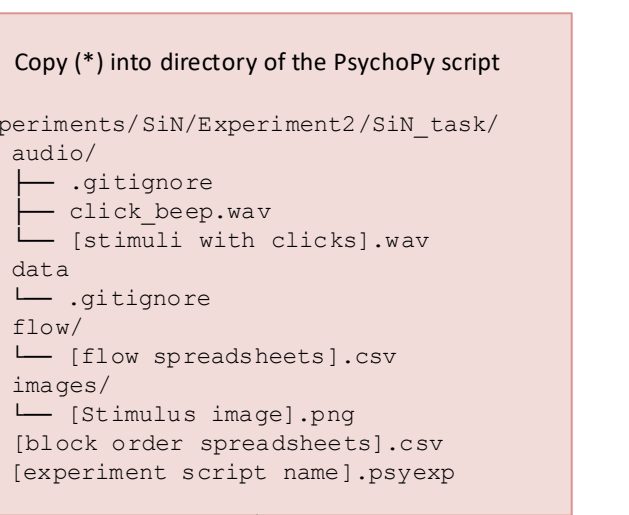 Copy (*) into directory of the PsychoPy script
periments/SiN/Experiment2/SiN_task/
audio/
├── .gitignore
├── click_beep.wav
└── [stimuli with clicks].wav
data
└── .gitignore
flow/
└── [flow spreadsheets].csv
images/
└── [Stimulus image].png
[block order spreadsheets].csv
[experiment script name].psyexp